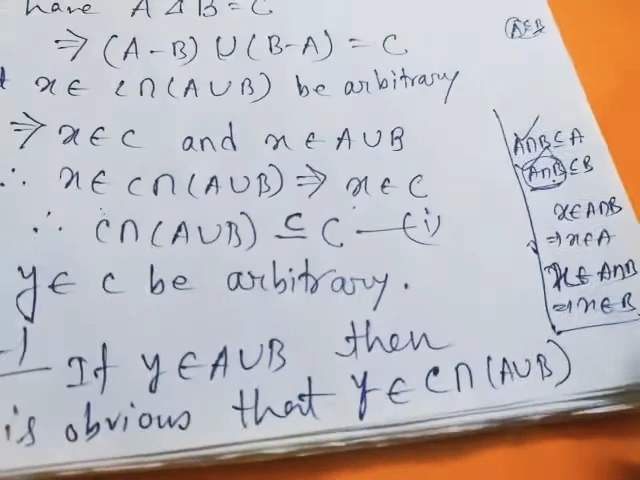 have A Δ B = C
⇒ (A-B) ∪ (B-A) = C
x ∈ C∩(A∪B) be arbitrary
⇒ x ∈ C and x ∈ A∪B
∴ x ∈ C∩(A∪B) ⇒ x ∈ C
∴ C∩(A∪B) ⊆ C —(i)
y ∈ C be arbitrary.
If y ∈ A∪B then
is obvious that y ∈ C∩(A∪B)
A∩B ⊆ A
A∩B ⊆ B
x ∈ A∩B
⇒ x ∈ A
x ∈ A∩B
⇒ x ∈ B